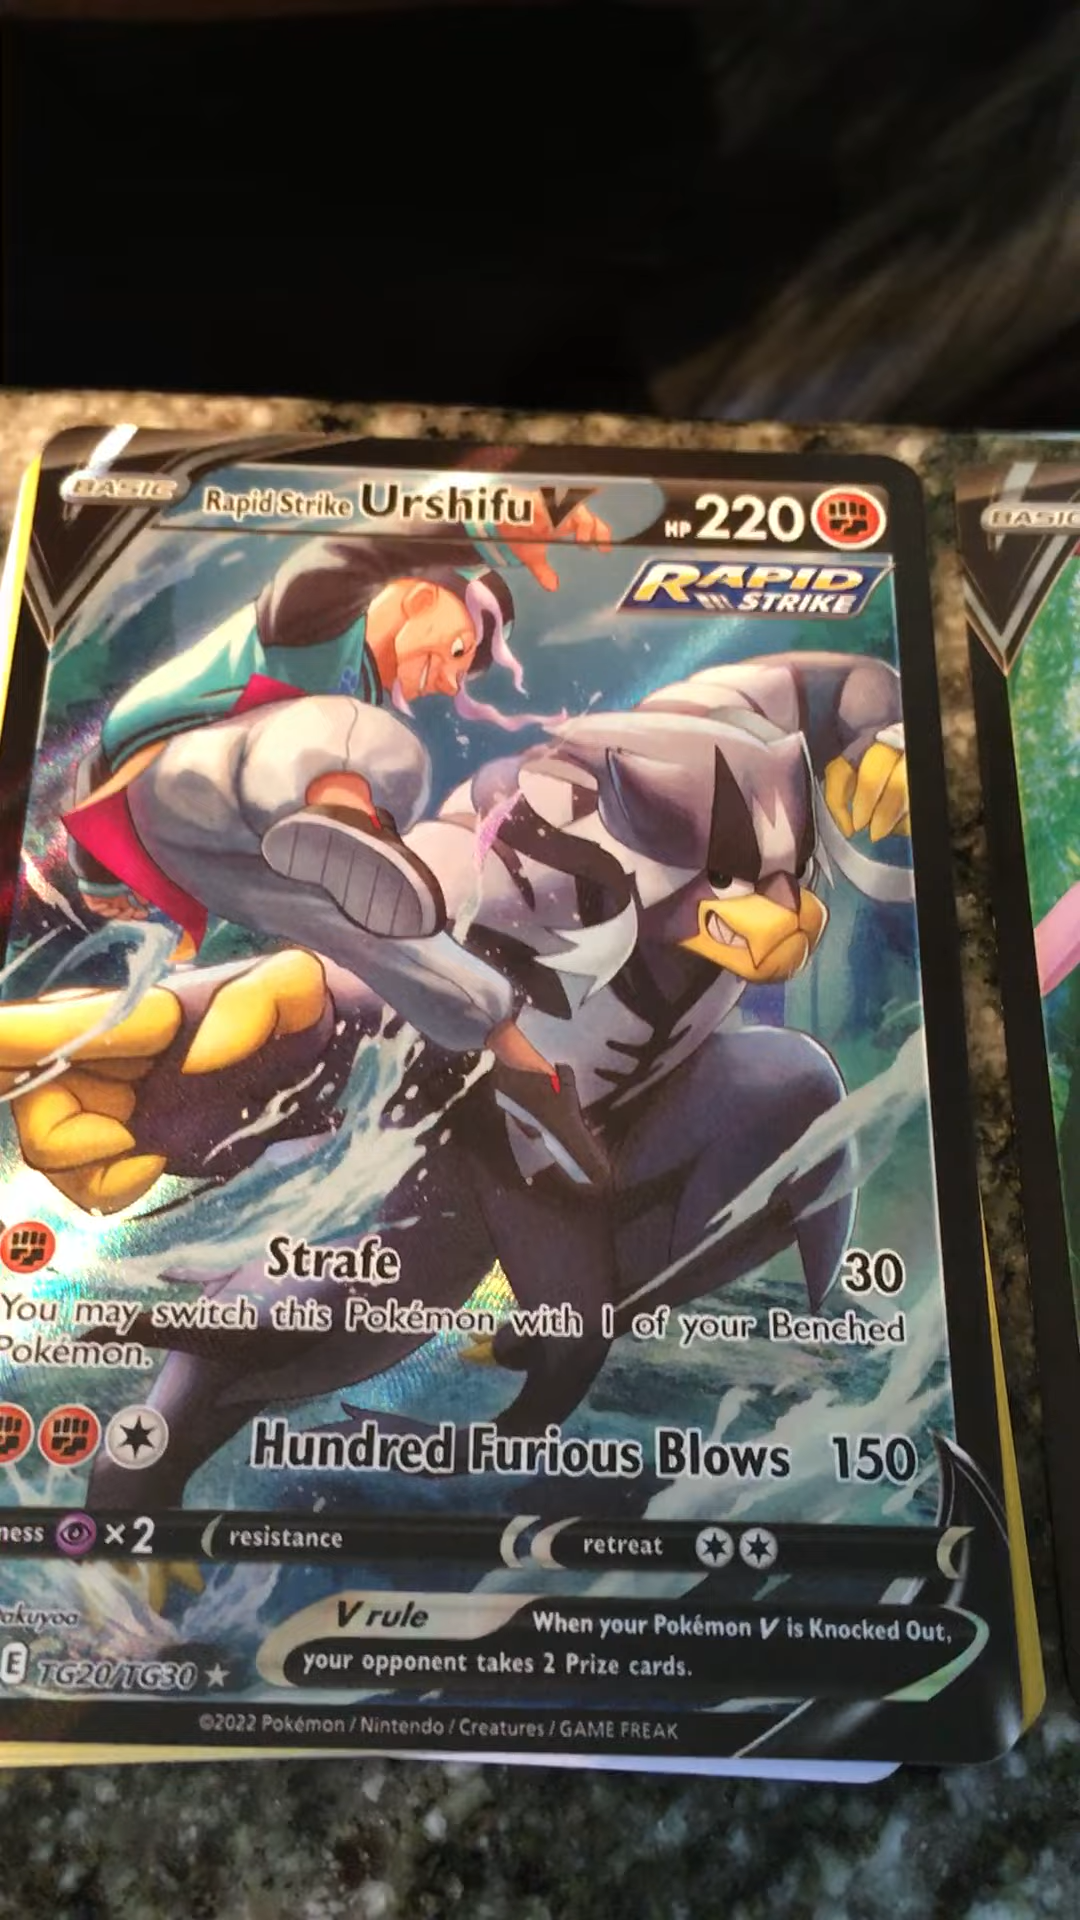 BASIC
Rapid Strike Urshifu V HP 220
RAPID
STRIKE
BASIC
Strafe 30
You may switch this Pokémon with 1 of your Benched
Pokémon.
Hundred Furious Blows 150
ness ×2 resistance retreat
akuyoa
V rule When your Pokémon V is Knocked Out,
your opponent takes 2 Prize cards.
E TG20/TG30
©2022 Pokémon / Nintendo / Creatures / GAME FREAK